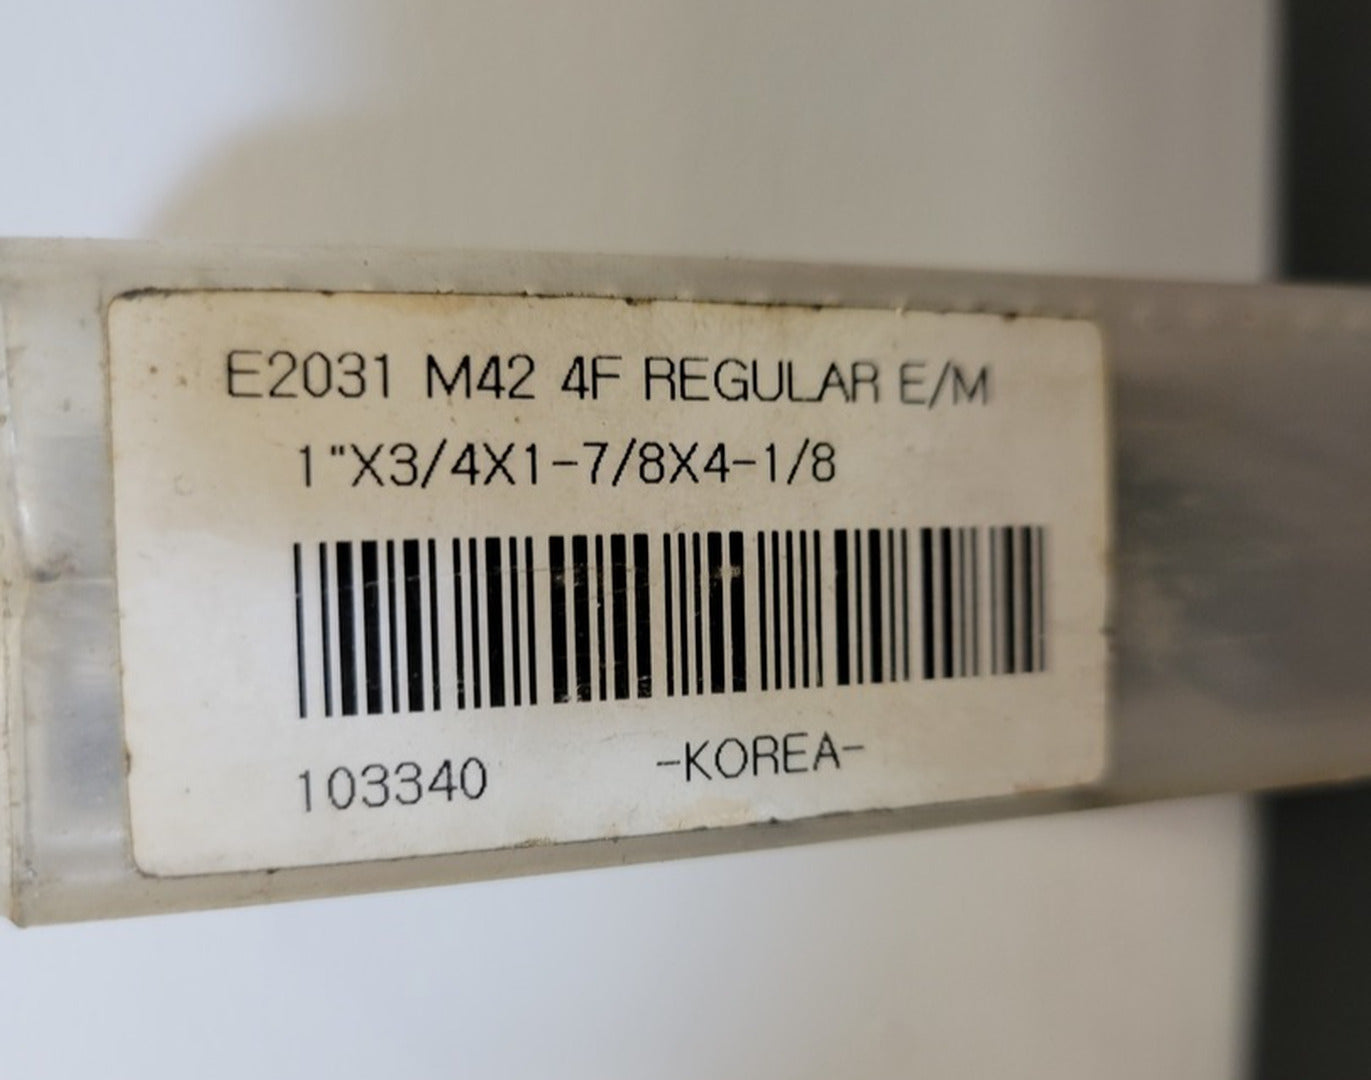 E2031 M42 4F REGULAR E/M
1"X3/4X1-7/8X4-1/8
103340 -KOREA-